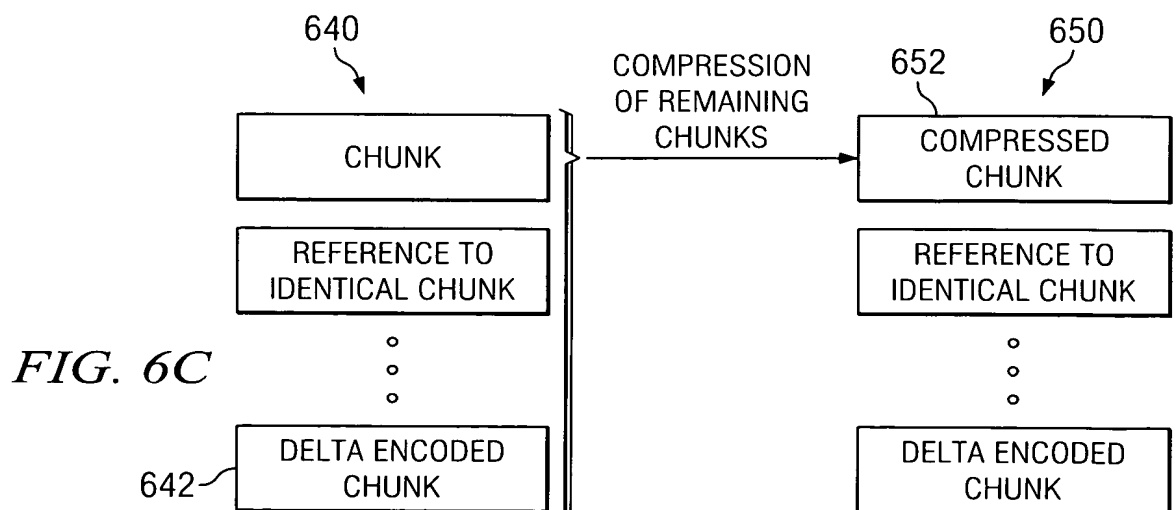 640
650
COMPRESSION
OF REMAINING
CHUNKS
652
CHUNK
COMPRESSED
CHUNK
REFERENCE TO
IDENTICAL CHUNK
REFERENCE TO
IDENTICAL CHUNK
FIG. 6C
DELTA ENCODED
CHUNK
642
DELTA ENCODED
CHUNK